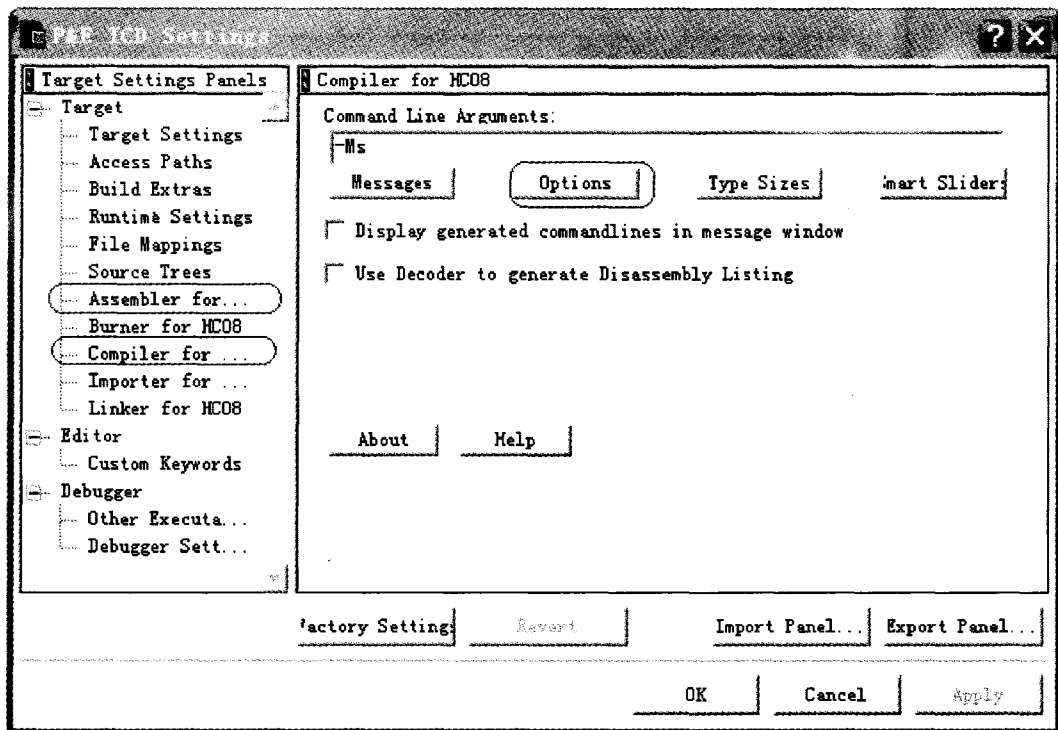 P&E ICD Settings
Target Settings Panels
Target
Target Settings
Access Paths
Build Extras
Runtime Settings
File Mappings
Source Trees
Assembler for...
Burner for HC08
Compiler for ...
Importer for ...
Linker for HC08
Editor
Custom Keywords
Debugger
Other Executa...
Debugger Sett...
Compiler for HC08
Command Line Arguments:
-Ms
Messages
Options
Type Sizes
mart Sliders
Display generated commandlines in message window
Use Decoder to generate Disassembly Listing
About
Help
actory Setting
Revert
Import Panel...
Export Panel...
OK
Cancel
Apply